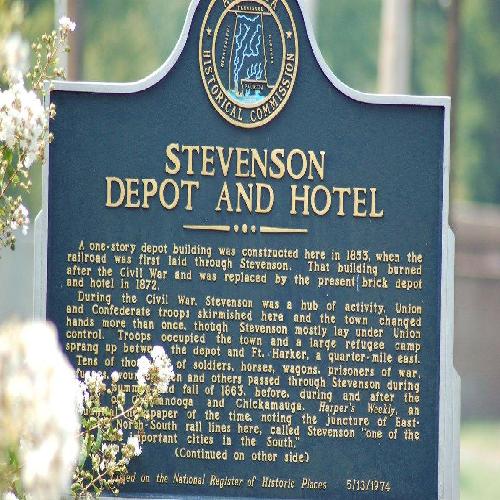 HISTORICAL COMMISSION
STEVENSON
DEPOT AND HOTEL
A one-story depot building was constructed here in 1853, when the
railroad was first laid through Stevenson. That building burned
after the Civil War and was replaced by the present brick depot
and hotel in 1872.
During the Civil War, Stevenson was a hub of activity. Union
and Confederate troops skirmished here and the town changed
hands more than once, though Stevenson mostly lay under Union
control. Troops occupied the town and a large refugee camp
sprang up between the depot and Ft. Harker, a quarter-mile east.
Tens of thousands of soldiers, horses, wagons, prisoners of war,
and others passed through Stevenson during
fall of 1863, before, during and after the
and Chickamauga. Harper's Weekly, an
paper of the time, noting the juncture of East-
North-South rail lines here, called Stevenson "one of the
important cities in the South."
(Continued on other side)
on the National Register of Historic Places 5/13/1974